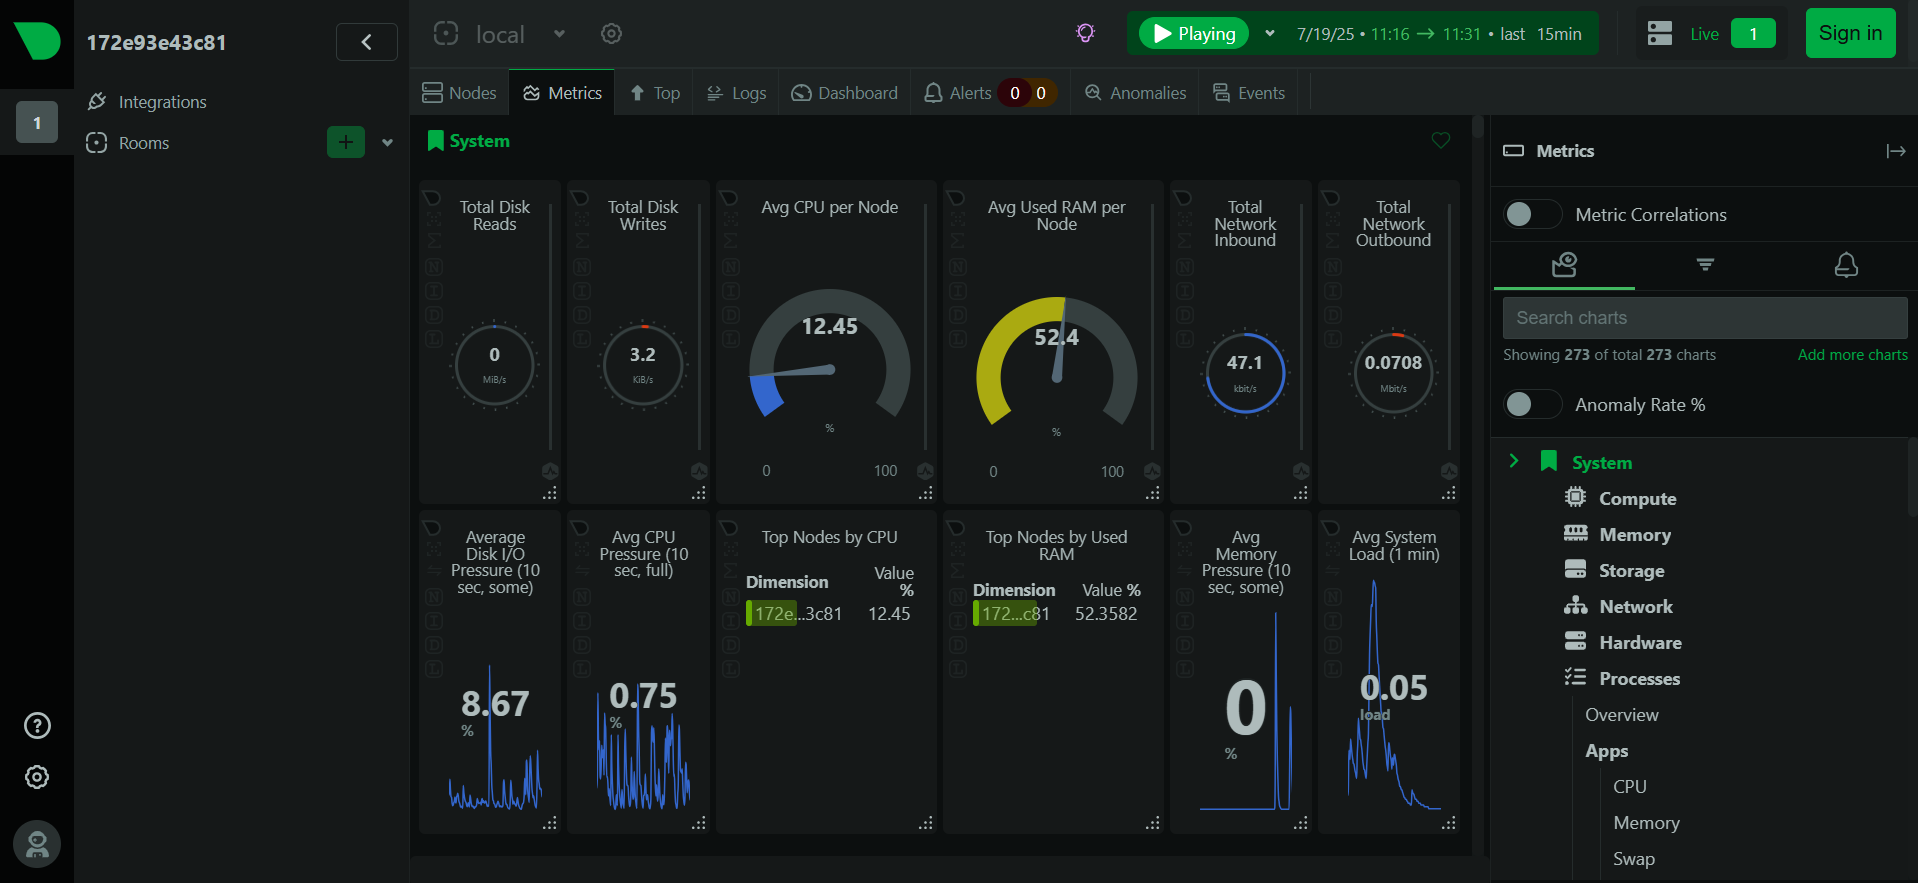 172e93e43c81
1
Integrations
Rooms
local
Playing
7/19/25 • 11:16 → 11:31 • last 15min
Live
1
Sign in
Nodes
Metrics
Top
Logs
Dashboard
Alerts
0
0
Anomalies
Events
System
Total Disk
Reads
N
I
D
L
0
MiB/s
Total Disk
Writes
N
I
D
L
3.2
KiB/s
Avg CPU per Node
N
I
D
L
12.45
%
0
100
Avg Used RAM per
Node
N
I
D
L
52.4
%
0
100
Total
Network
Inbound
N
I
D
L
47.1
kbit/s
Total
Network
Outbound
N
I
D
L
0.0708
Mbit/s
Average
Disk I/O
Pressure (10
sec, some)
N
I
D
L
8.67
%
Avg CPU
Pressure (10
sec, full)
N
I
D
L
0.75
%
Top Nodes by CPU
N
I
D
L
Dimension
Value
%
172e...3c81
12.45
Top Nodes by Used
RAM
N
I
D
L
Dimension
Value %
172...c81
52.3582
Avg
Memory
Pressure (10
sec, some)
N
I
D
L
0
%
Avg System
Load (1 min)
N
I
D
L
0.05
load
Metrics
Metric Correlations
Search charts
Showing 273 of total 273 charts
Add more charts
Anomaly Rate %
System
Compute
Memory
Storage
Network
Hardware
Processes
Overview
Apps
CPU
Memory
Swap